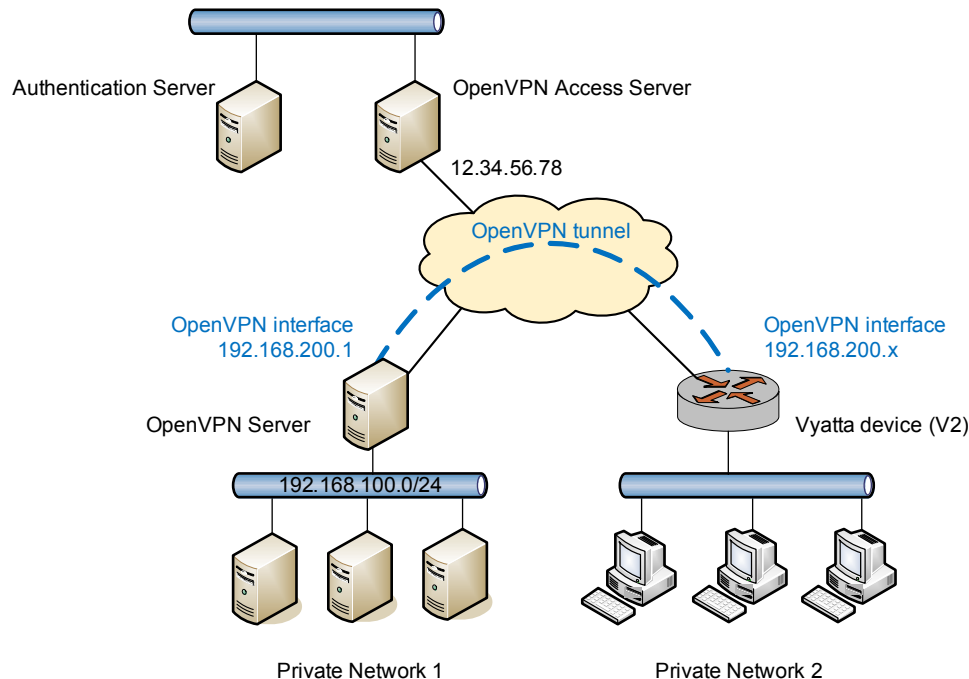 Authentication Server
OpenVPN Access Server
12.34.56.78
OpenVPN tunnel
OpenVPN interface
192.168.200.1
OpenVPN interface
192.168.200.x
OpenVPN Server
Vyatta device (V2)
192.168.100.0/24
Private Network 1
Private Network 2